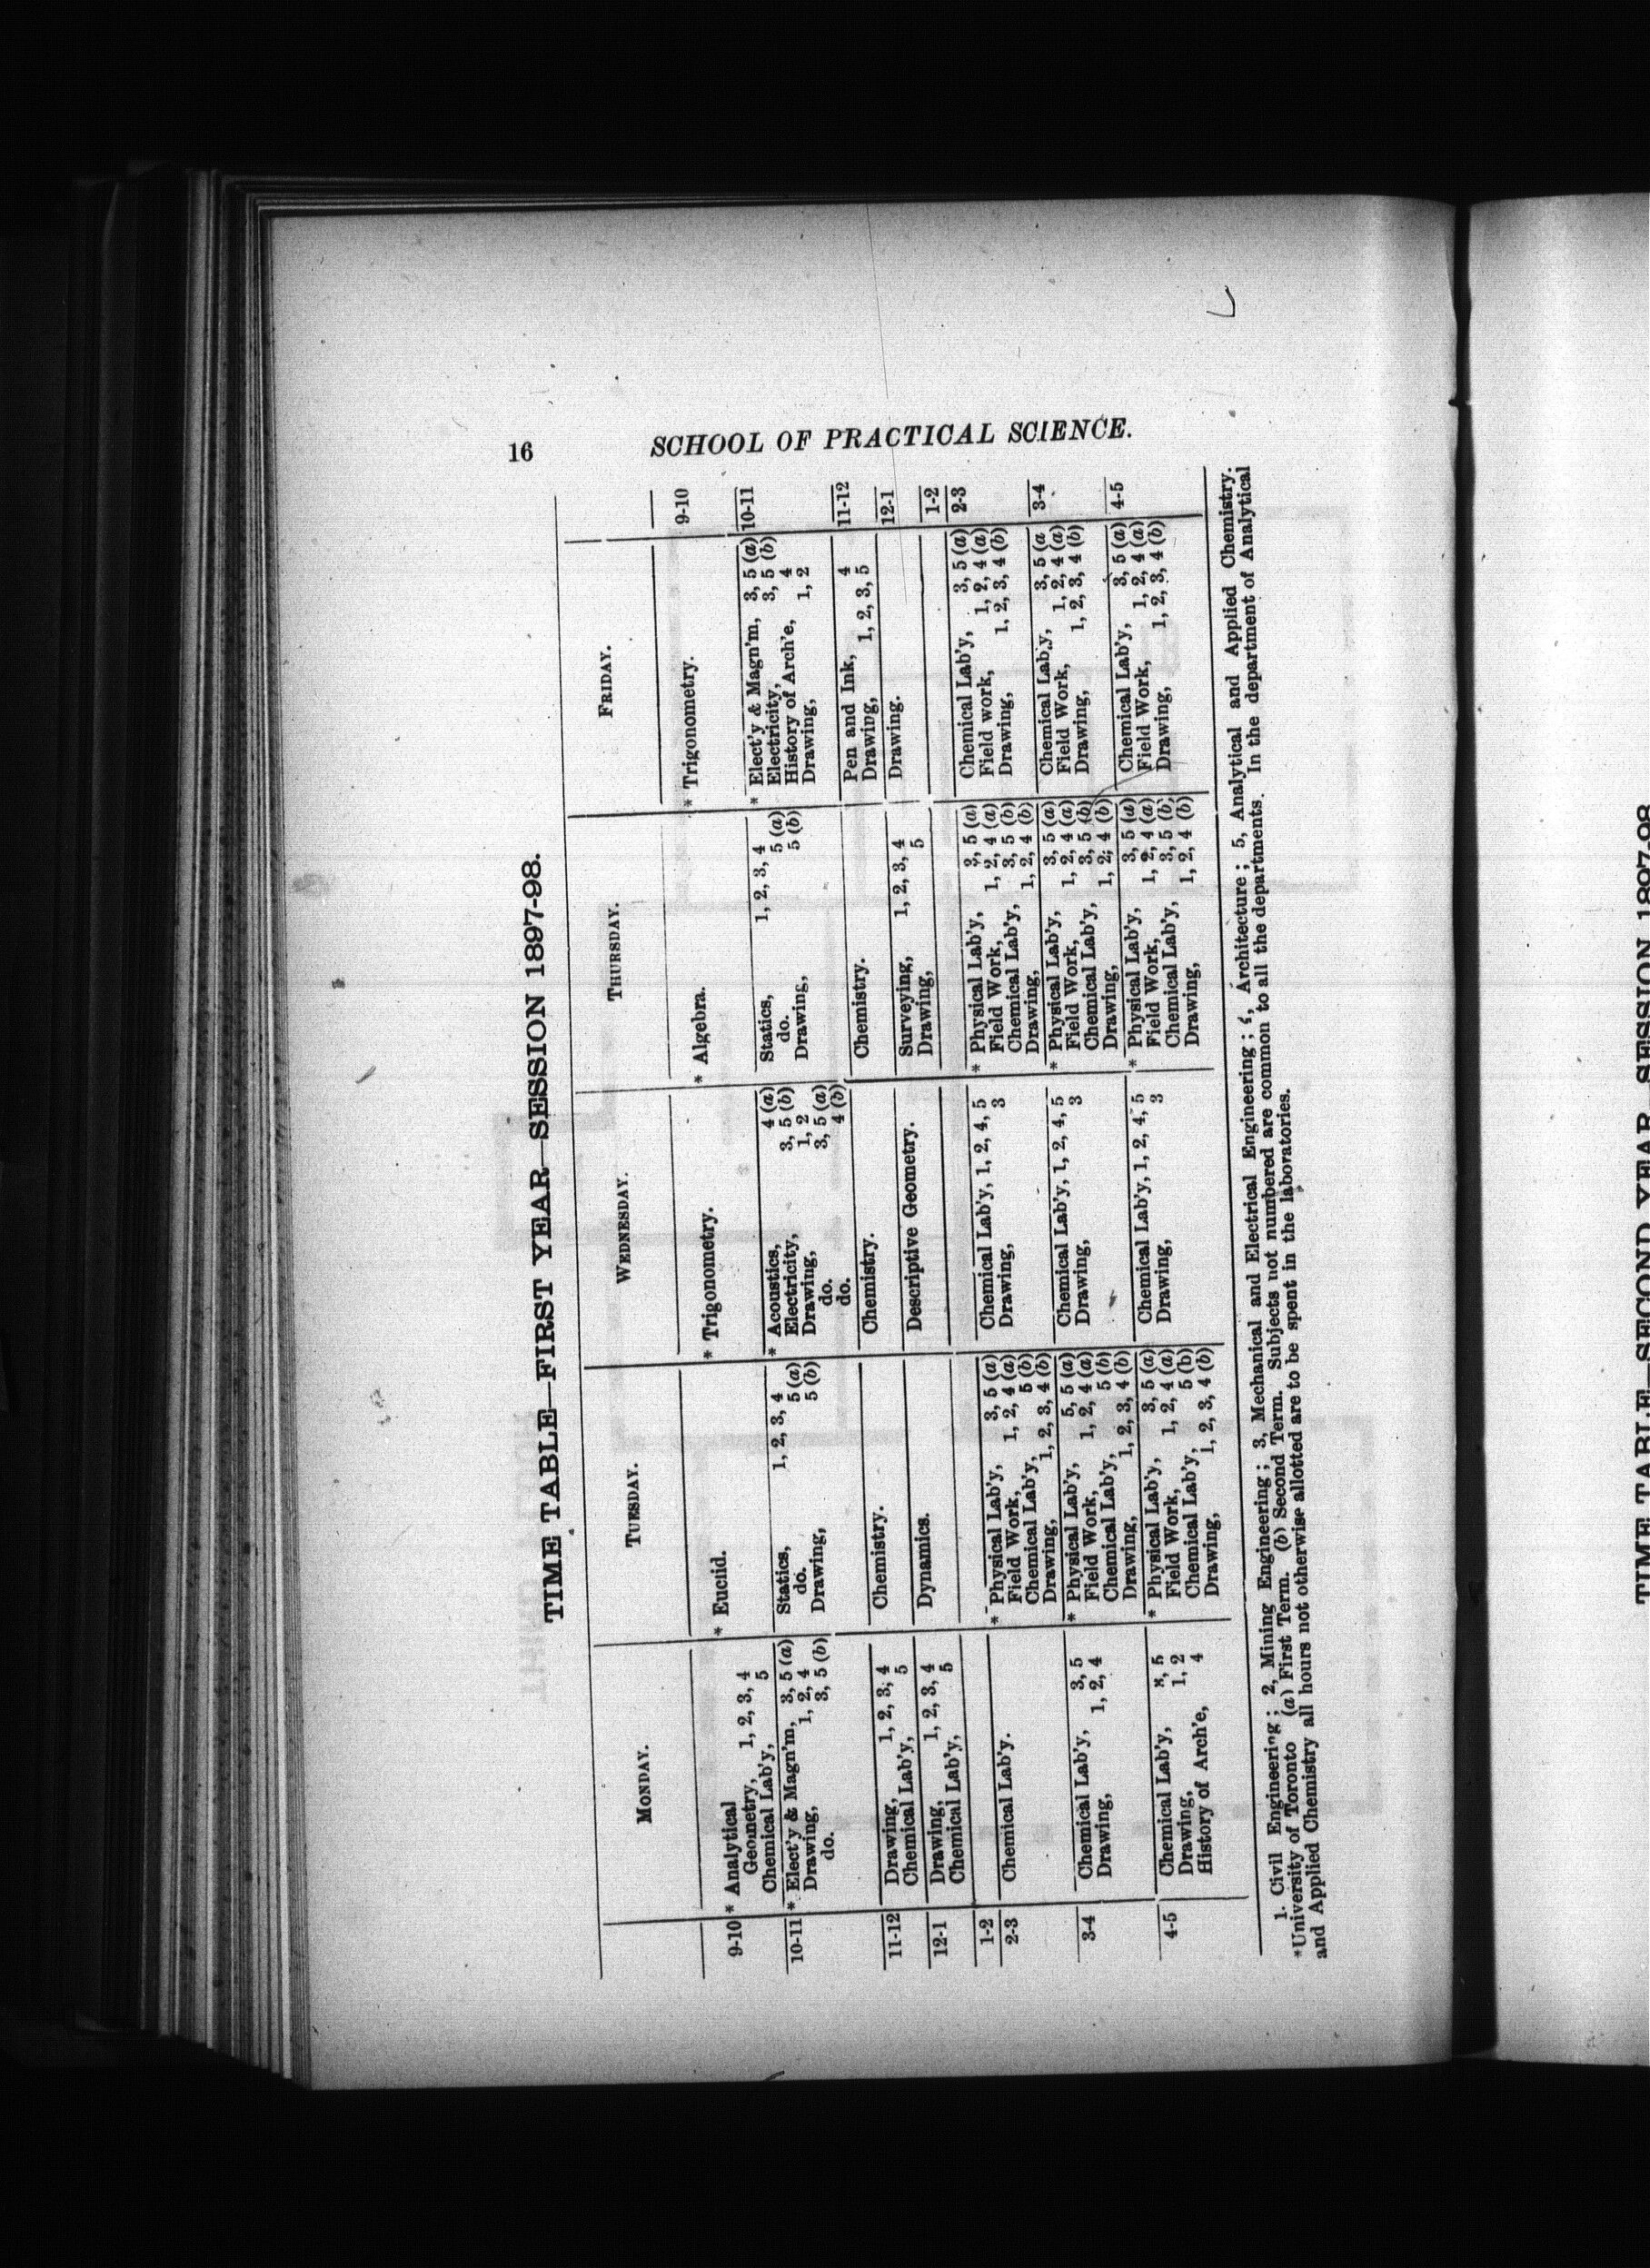 16 SCHOOL OF PRACTICAL SCIENCE.
TIME TABLE—FIRST YEAR—SESSION 1897-98.
MONDAY. TUESDAY. WEDNESDAY. THURSDAY. FRIDAY.
9-10
* Analytical
Geometry, 1, 2, 3, 4
Chemical Lab'y, 5
* Euclid.
* Trigonometry.
* Algebra.
* Trigonometry.
9-10
10-11
* Elect'y & Magn'm, 3, 5 (a)
Drawing, 1, 2, 4
do. 3, 5 (b)
Statics, 1, 2, 3, 4
do. 5 (a)
Drawing, 5 (b)
* Acoustics, 4 (a)
Electricity, 3, 5 (b)
Drawing, 1, 2
do. 3, 5 (a)
do. 4 (b)
Statics, 1, 2, 3, 4
do. 5 (a)
Drawing, 5 (b)
* Elect'y & Magn'm, 3, 5 (a)
Electricity, 3, 5 (b)
History of Arch'e, 4
Drawing, 1, 2
10-11
11-12
Drawing, 1, 2, 3, 4
Chemical Lab'y, 5
Chemistry.
Chemistry.
Chemistry.
Pen and Ink, 4
Drawing, 1, 2, 3, 5
11-12
12-1
Drawing, 1, 2, 3, 4
Chemical Lab'y, 5
Dynamics.
Descriptive Geometry.
Surveying, 1, 2, 3, 4
Drawing, 5
Drawing.
12-1
1-2
1-2
2-3
Chemical Lab'y.
* Physical Lab'y, 3, 5 (a)
Field Work, 1, 2, 4 (a)
Chemical Lab'y, 5 (b)
Drawing, 1, 2, 3, 4 (b)
Chemical Lab'y, 1, 2, 4, 5
Drawing, 3
* Physical Lab'y, 3, 5 (a)
Field Work, 1, 2, 4 (a)
Chemical Lab'y, 3, 5 (b)
Drawing, 1, 2, 4 (b)
Chemical Lab'y, 3, 5 (a)
Field work, 1, 2, 4 (a)
Drawing, 1, 2, 3, 4 (b)
2-3
3-4
Chemical Lab'y, 3, 5
Drawing, 1, 2, 4
* Physical Lab'y, 5, 5 (a)
Field Work, 1, 2, 4 (a)
Chemical Lab'y, 5 (b)
Drawing, 1, 2, 3, 4 (b)
Chemical Lab'y, 1, 2, 4, 5
Drawing, 3
* Physical Lab'y, 3, 5 (a)
Field Work, 1, 2, 4 (a)
Chemical Lab'y, 3, 5 (b)
Drawing, 1, 2, 4 (b)
Chemical Lab'y, 3, 5 (a
Field Work, 1, 2, 4 (a)
Drawing, 1, 2, 3, 4 (b)
3-4
4-5
Chemical Lab'y, 3, 5
Drawing, 1, 2
History of Arch'e, 4
* Physical Lab'y, 3, 5 (a)
Field Work, 1, 2, 4 (a)
Chemical Lab'y, 5 (b)
Drawing, 1, 2, 3, 4 (b)
Chemical Lab'y, 1, 2, 4, 5
Drawing, 3
* Physical Lab'y, 3, 5 (a)
Field Work, 1, 2, 4 (a)
Chemical Lab'y, 3, 5 (b)
Drawing, 1, 2, 4 (b)
Chemical Lab'y, 3, 5 (a)
Field Work, 1, 2, 4 (a)
Drawing, 1, 2, 3, 4 (b)
4-5
1. Civil Engineering; 2, Mining Engineering; 3, Mechanical and Electrical Engineering; 4, Architecture; 5, Analytical and Applied Chemistry.
*University of Toronto (a) First Term. (b) Second Term. Subjects not numbered are common to all the departments. In the department of Analytical
and Applied Chemistry all hours not otherwise allotted are to be spent in the laboratories.
TIME TABLE—SECOND YEAR—SESSION 1897-98